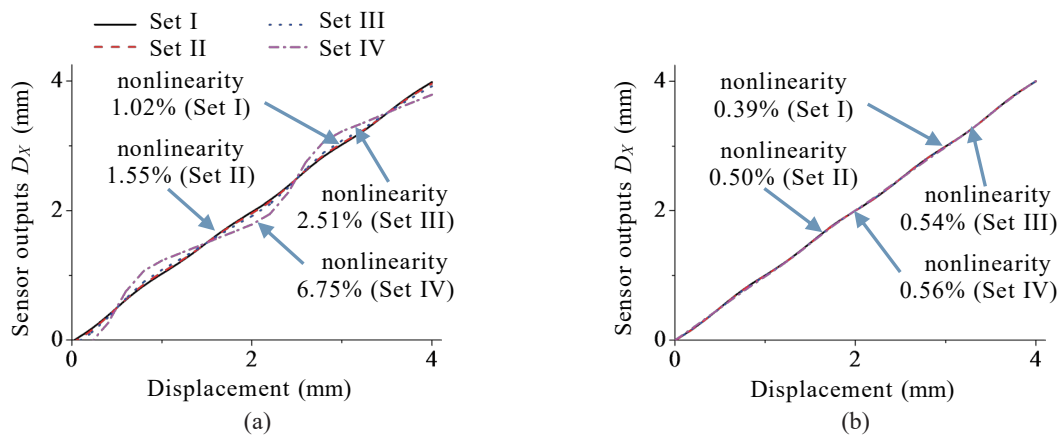 (a)
Set I
Set II
Set III
Set IV
Sensor outputs D_X (mm)
4
2
0
nonlinearity
1.02% (Set I)
nonlinearity
1.55% (Set II)
nonlinearity
2.51% (Set III)
nonlinearity
6.75% (Set IV)
0
2
4
Displacement (mm)
(a)
(b)
Sensor outputs D_X (mm)
4
2
0
nonlinearity
0.39% (Set I)
nonlinearity
0.50% (Set II)
nonlinearity
0.54% (Set III)
nonlinearity
0.56% (Set IV)
0
2
4
Displacement (mm)
(b)